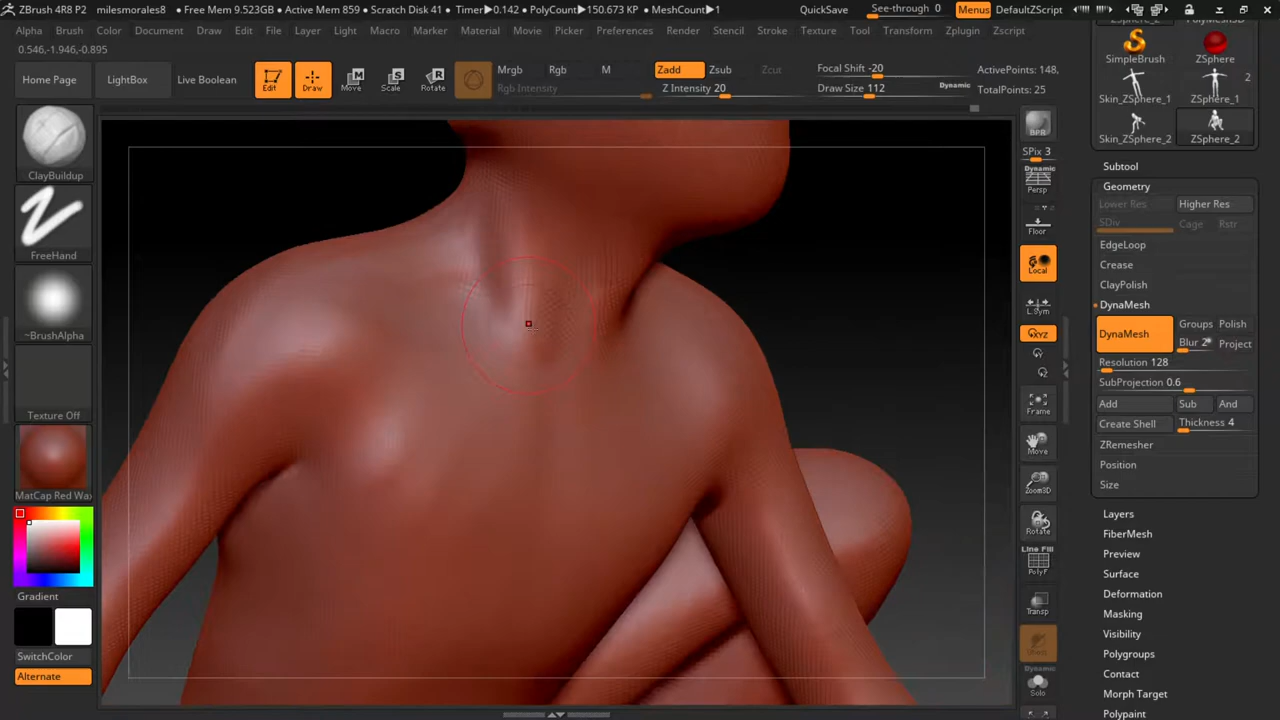 ZBrush 4R8 P2 milesmorales8 • Free Mem 9.523GB • Active Mem 859 • Scratch Disk 41 • Timer▶0.142 • PolyCount▶150.673 KP • MeshCount▶1 QuickSave See-through 0 Menus DefaultZScript
Alpha Brush Color Document Draw Edit File Layer Light Macro Marker Material Movie Picker Preferences Render Stencil Stroke Texture Tool Transform Zplugin Zscript
0.546,-1.946,-0.895
Home Page LightBox Live Boolean Edit Draw Move Scale Rotate
Mrgb Rgb M Zadd Zsub Zcut Focal Shift -20 ActivePoints: 148,
Rgb Intensity Z Intensity 20 Draw Size 112 Dynamic TotalPoints: 25
ClayBuildup
FreeHand
~BrushAlpha
Texture Off
MatCap Red Wax
Gradient
SwitchColor
Alternate
BPR
SPix 3
Dynamic
Persp
Floor
Local
L.Sym
XYZ
Frame
Move
Zoom3D
Rotate
Line Fill
PolyF
Transp
Dynamic
Solo
ZSphere_2 PolyMesh3D
SimpleBrush ZSphere
2
Skin_ZSphere_1 ZSphere_1
Skin_ZSphere_2 ZSphere_2
Subtool
Geometry
Lower Res Higher Res
SDiv Cage Rstr
EdgeLoop
Crease
ClayPolish
DynaMesh
DynaMesh Groups Polish
Blur 2 Project
Resolution 128
SubProjection 0.6
Add Sub And
Create Shell Thickness 4
ZRemesher
Position
Size
Layers
FiberMesh
Preview
Surface
Deformation
Masking
Visibility
Polygroups
Contact
Morph Target
Polypaint